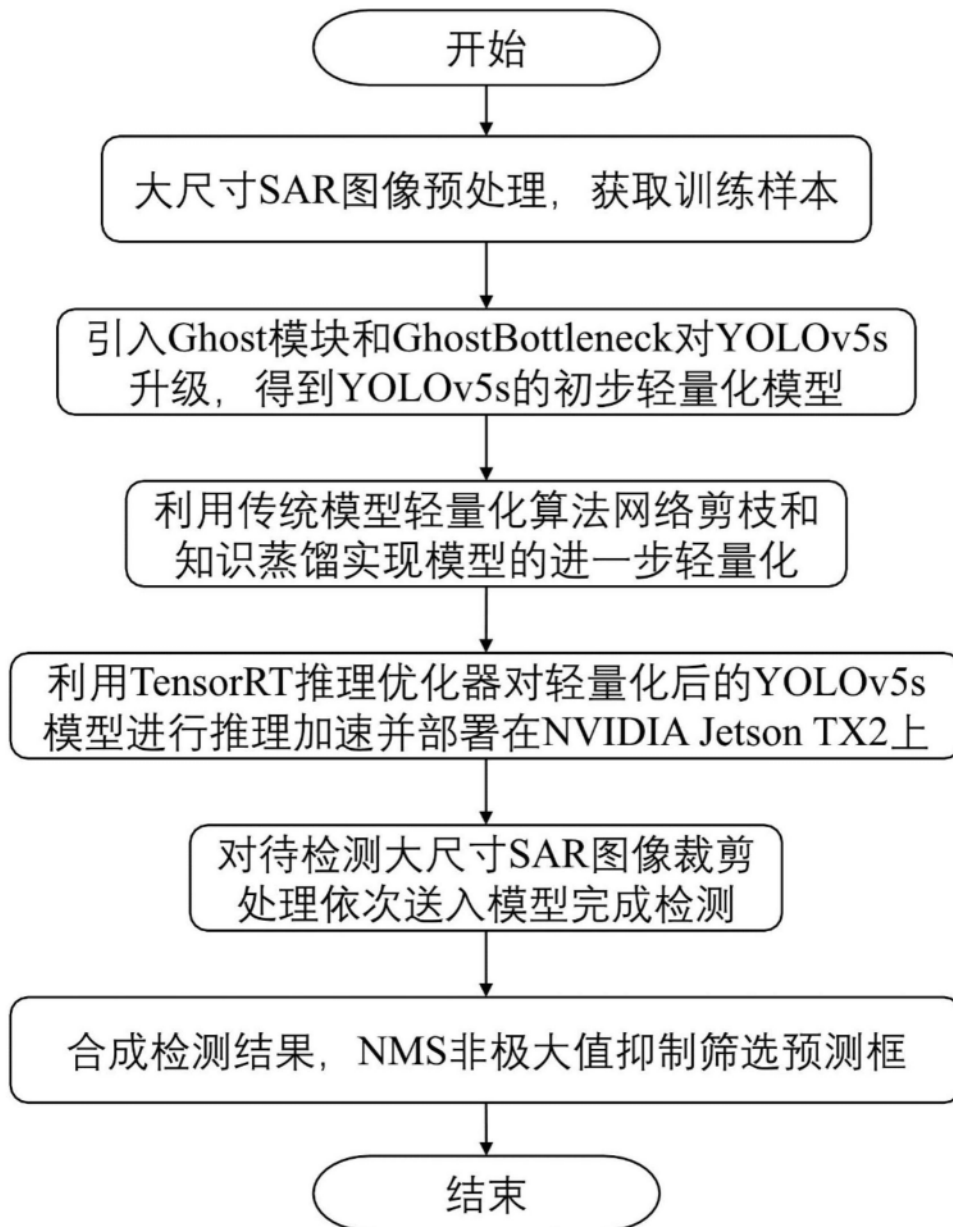 开始
大尺寸SAR图像预处理，获取训练样本
引入Ghost模块和GhostBottleneck对YOLOv5s
升级，得到YOLOv5s的初步轻量化模型
利用传统模型轻量化算法网络剪枝和
知识蒸馏实现模型的进一步轻量化
利用TensorRT推理优化器对轻量化后的YOLOv5s
模型进行推理加速并部署在NVIDIA Jetson TX2上
对待检测大尺寸SAR图像裁剪
处理依次送入模型完成检测
合成检测结果，NMS非极大值抑制筛选预测框
结束